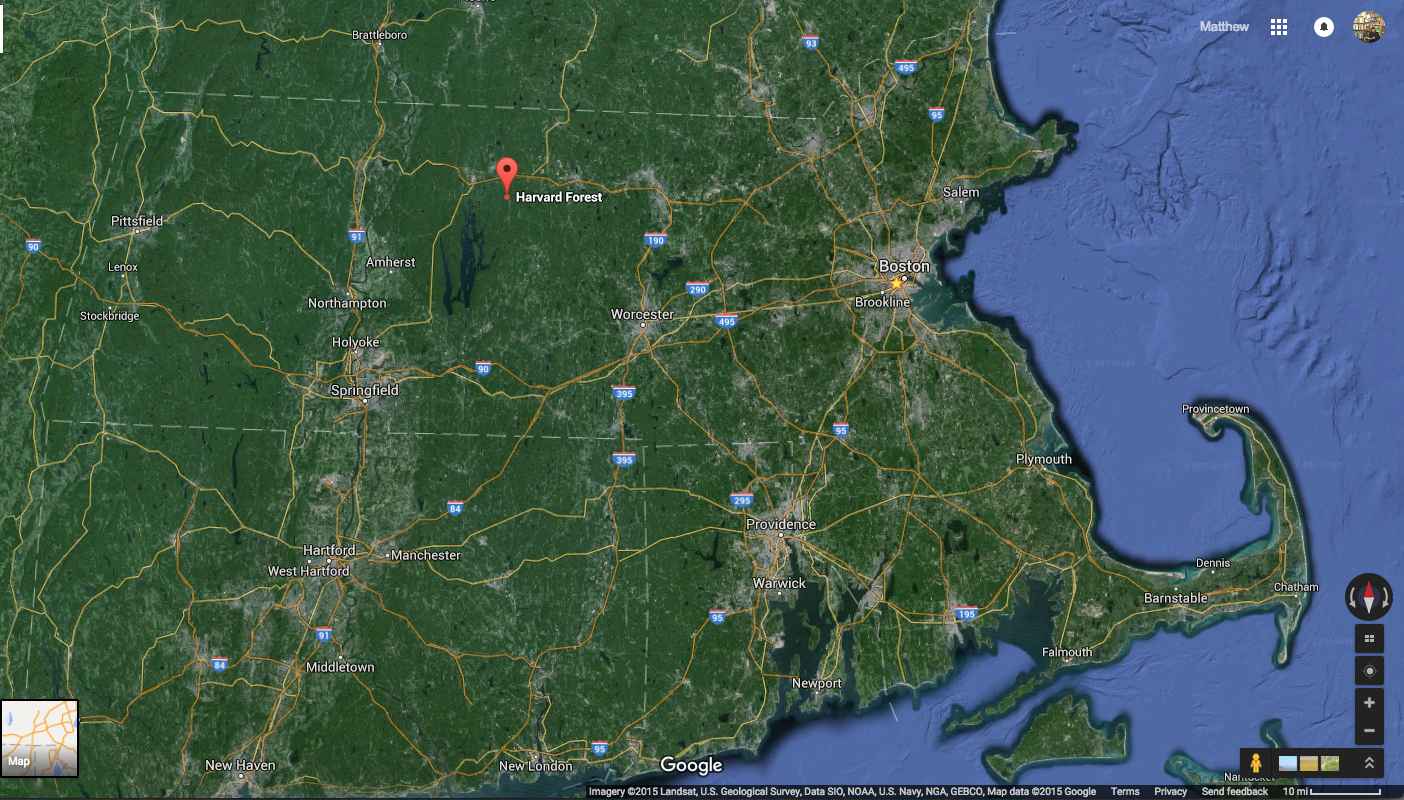 Brattleboro
Matthew
93
495
95
Harvard Forest
Salem
Pittsfield
90
91
190
Amherst
Lenox
Boston
290
Northampton
Brookline
Stockbridge
Worcester
495
Holyoke
90
Springfield
395
Provincetown
95
395
Plymouth
295
84
Providence
Hartford
Manchester
West Hartford
Dennis
Warwick
Chatham
Barnstable
95
195
91
Falmouth
84
Middletown
Newport
95
Map
New Haven
New London
Google
Nantucket
Imagery ©2015 Landsat, U.S. Geological Survey, Data SIO, NOAA, U.S. Navy, NGA, GEBCO, Map data ©2015 Google Terms Privacy Send feedback 10 mi